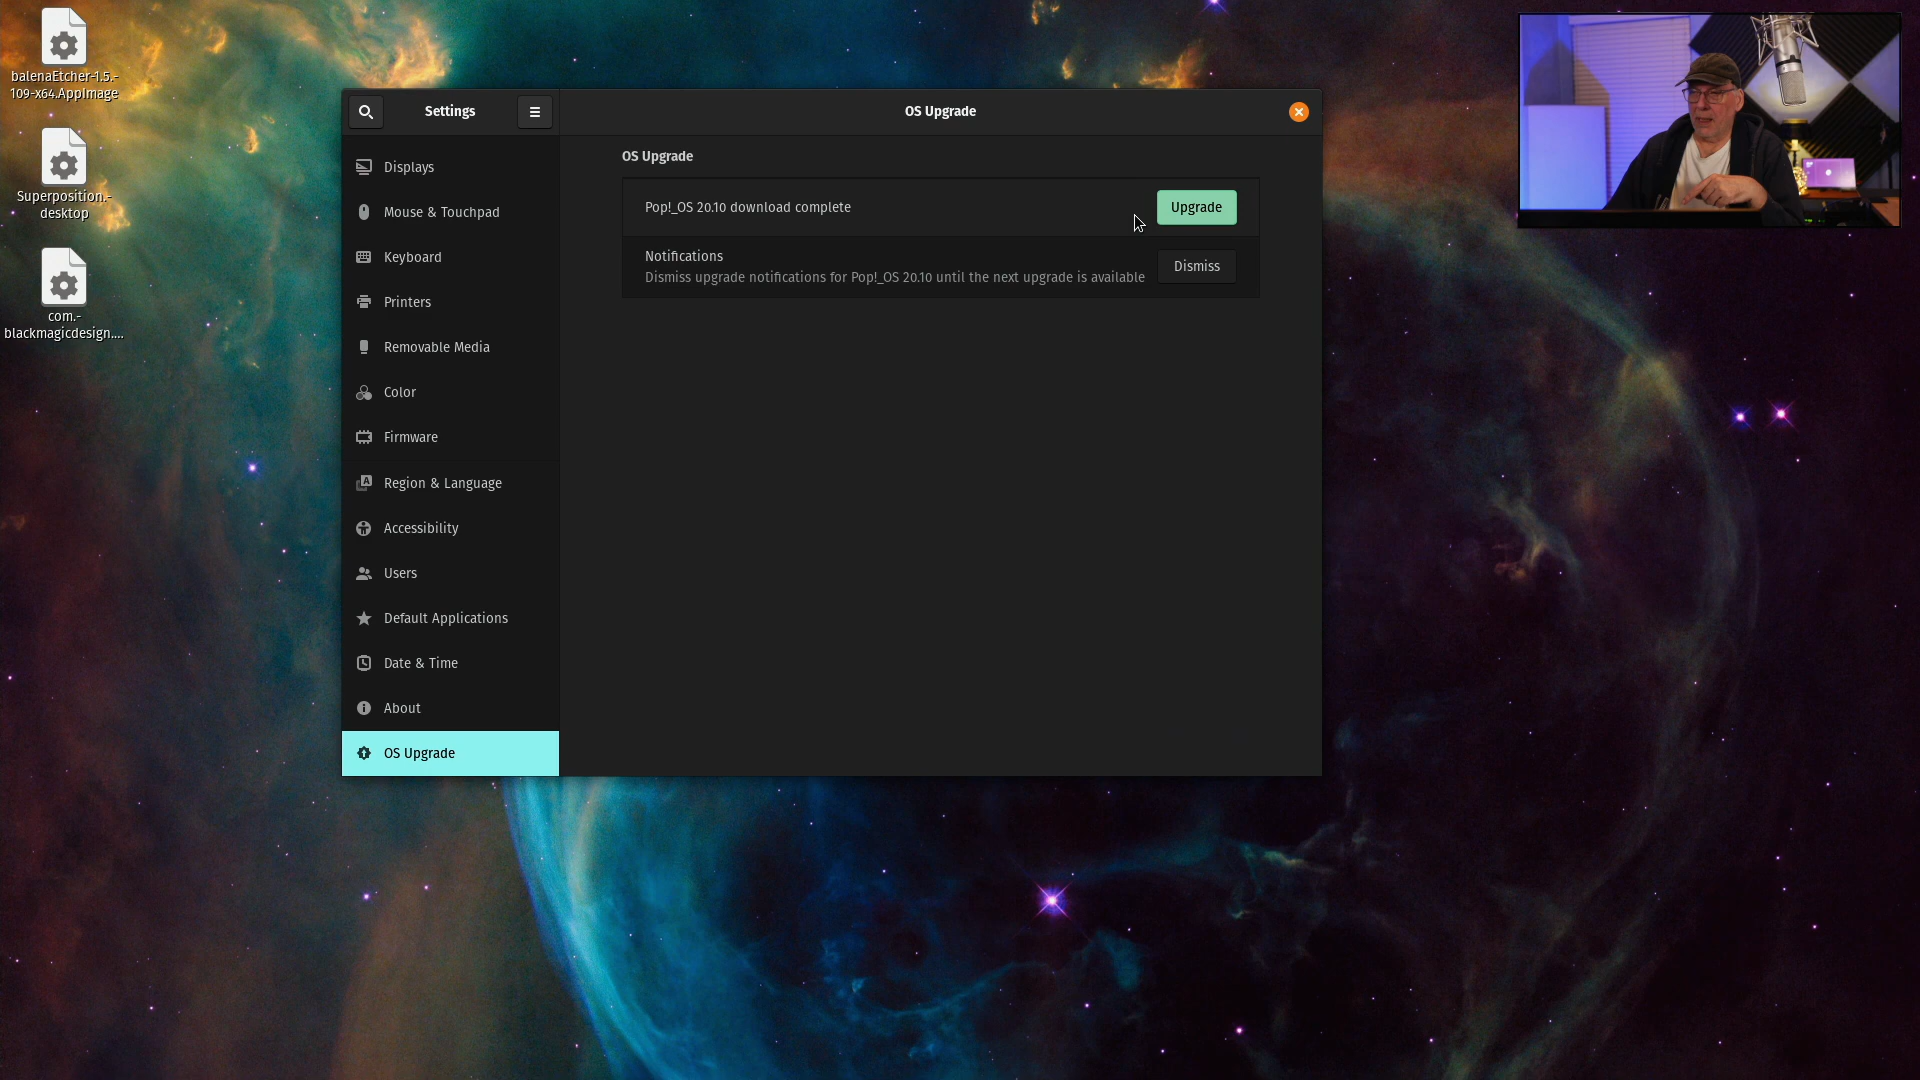 balenaEtcher-1.5.-
109-x64.AppImage
Superposition.-
desktop
com.-
blackmagicdesign....
Settings
Displays
Mouse & Touchpad
Keyboard
Printers
Removable Media
Color
Firmware
Region & Language
Accessibility
Users
Default Applications
Date & Time
About
OS Upgrade
OS Upgrade
OS Upgrade
Pop!_OS 20.10 download complete
Upgrade
Notifications
Dismiss upgrade notifications for Pop!_OS 20.10 until the next upgrade is available
Dismiss